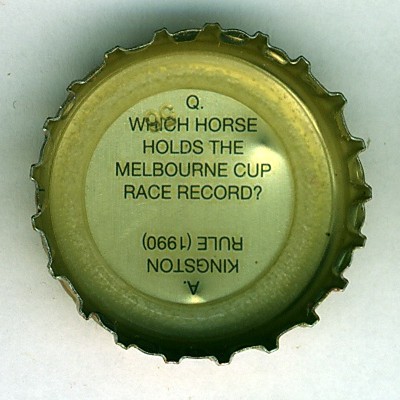 Q.
WHICH HORSE
HOLDS THE
MELBOURNE CUP
RACE RECORD?
A.
KINGSTON
RULE (1990)